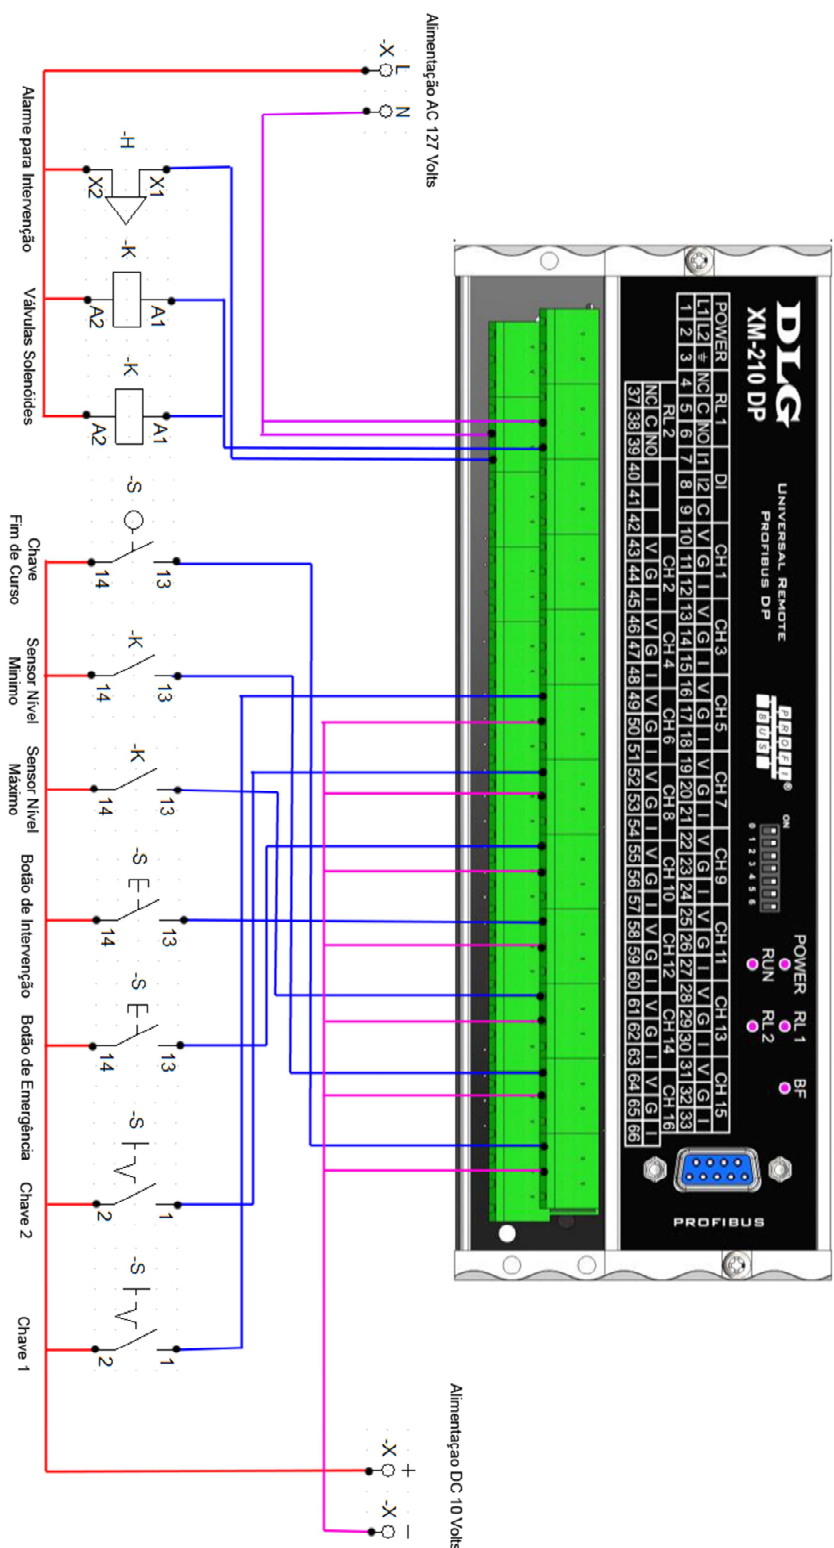 DLG
XM-210 DP
UNIVERSAL REMOTE
PROFIBUS DP
PROFI®
BUS
ON
0 1 2 3 4 5 6
POWER RL 1 BF
RUN RL 2
POWER RL 1 DI CH 1 CH 3 CH 5 CH 7 CH 9 CH 11 CH 13 CH 15
L1 L2 ⏚ NC C NO I1 I2 C V G I V G I V G I V G I V G I V G I V G I V G I
1 2 3 4 5 6 7 8 9 10 11 12 13 14 15 16 17 18 19 20 21 22 23 24 25 26 27 28 29 30 31 32 33
RL 2 CH 2 CH 4 CH 6 CH 8 CH 10 CH 12 CH 14 CH 16
NC C NO V G I V G I V G I V G I V G I V G I V G I V G I
37 38 39 40 41 42 43 44 45 46 47 48 49 50 51 52 53 54 55 56 57 58 59 60 61 62 63 64 65 66
PROFIBUS
Alimentação AC 127 Volts
L N
-X
Alimentaçao DC 10 Volts
+ -
-X -X
X1 A1 A1 13 13 13 13 13 1 1
-H -K -K -S -K -K -S -S -S -S
X2 A2 A2 14 14 14 14 14 2 2
Alarme para Intervenção
Válvulas Solenóides
Chave
Fim de Curso
Sensor Nível
Minimo
Sensor Nível
Máximo
Botão de Intervenção
Botão de Emergência
Chave 2
Chave 1